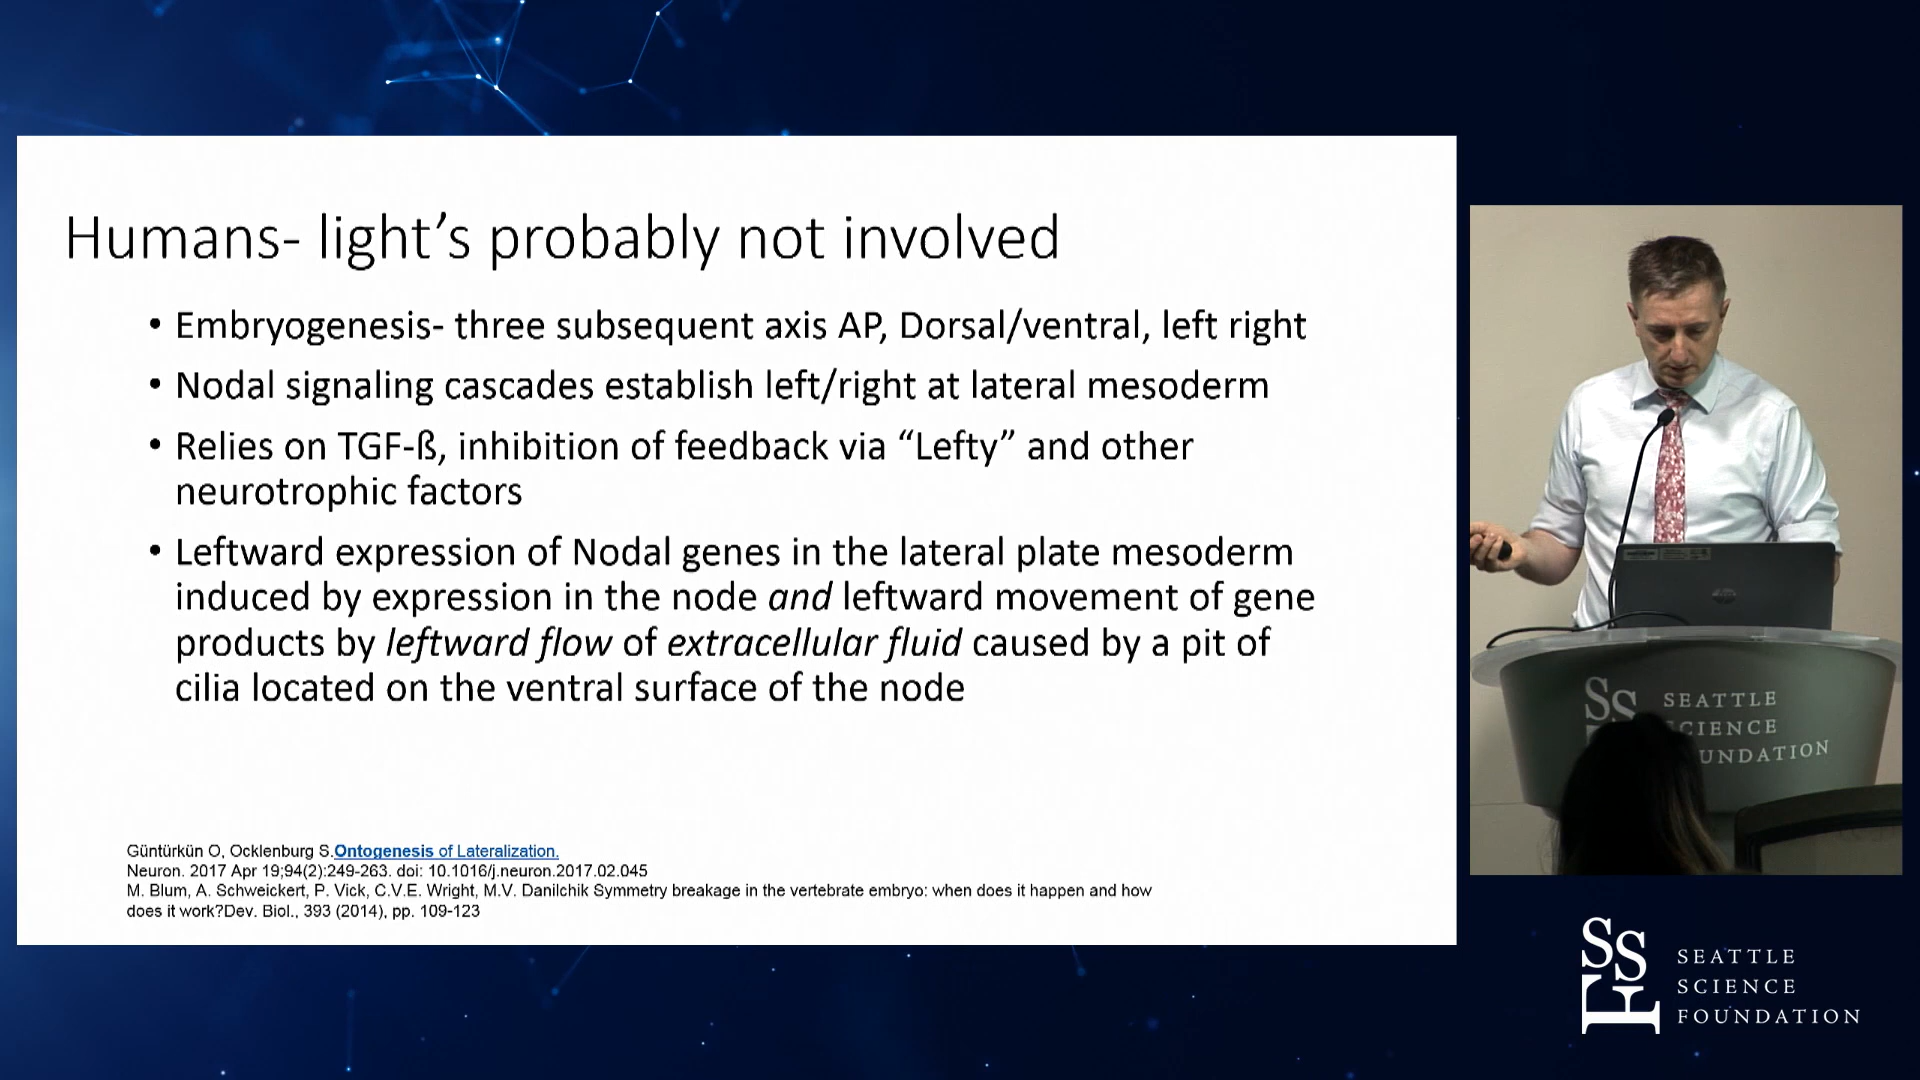 Humans- light's probably not involved
• Embryogenesis- three subsequent axis AP, Dorsal/ventral, left right
• Nodal signaling cascades establish left/right at lateral mesoderm
• Relies on TGF-ß, inhibition of feedback via “Lefty” and other
neurotrophic factors
• Leftward expression of Nodal genes in the lateral plate mesoderm
induced by expression in the node and leftward movement of gene
products by leftward flow of extracellular fluid caused by a pit of
cilia located on the ventral surface of the node
Güntürkün O, Ocklenburg S.Ontogenesis of Lateralization.
Neuron. 2017 Apr 19;94(2):249-263. doi: 10.1016/j.neuron.2017.02.045
M. Blum, A. Schweickert, P. Vick, C.V.E. Wright, M.V. Danilchik Symmetry breakage in the vertebrate embryo: when does it happen and how
does it work?Dev. Biol., 393 (2014), pp. 109-123
hp
SS SEATTLE
CIENCE
UNDATION
SSF
SEATTLE
SCIENCE
FOUNDATION